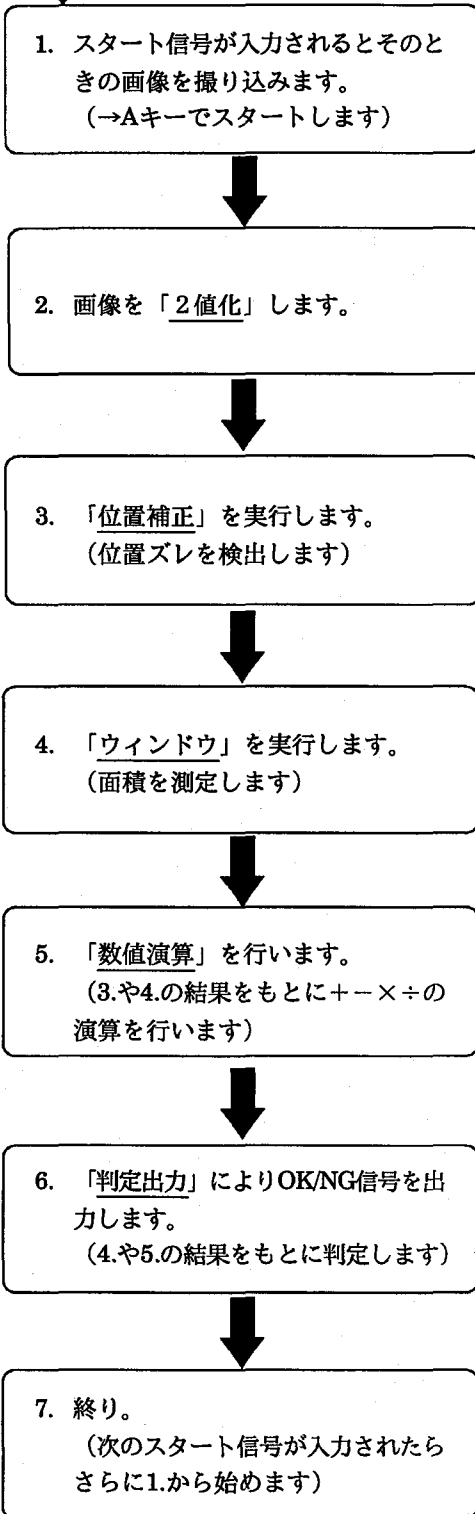 1. スタート信号が入力されるとそのと
きの画像を撮り込みます。
(→Aキーでスタートします)
2. 画像を「２値化」します。
3. 「位置補正」を実行します。
(位置ズレを検出します)
4. 「ウィンドウ」を実行します。
(面積を測定します)
5. 「数値演算」を行います。
(3.や4.の結果をもとに＋－×÷の
演算を行います)
6. 「判定出力」によりOK/NG信号を出
力します。
(4.や5.の結果をもとに判定します)
7. 終り。
(次のスタート信号が入力されたら
さらに1.から始めます)